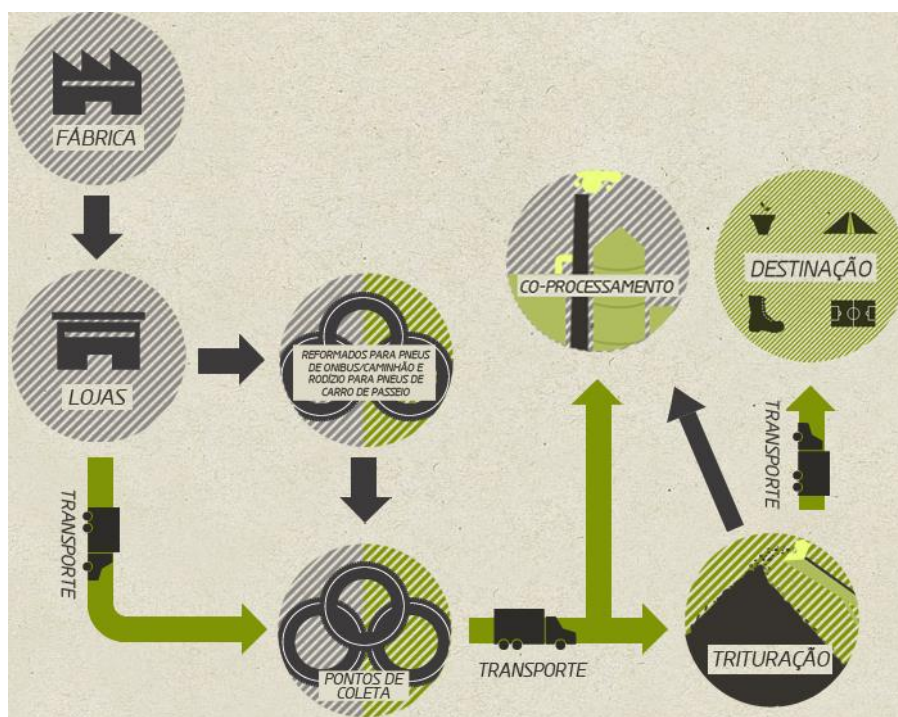 FÁBRICA
LOJAS
REFORMADOS PARA PNEUS
DE ONIBUS/CAMINHÃO E
RODÍZIO PARA PNEUS DE
CARRO DE PASSEIO
CO-PROCESSAMENTO
DESTINAÇÃO
TRANSPORTE
TRANSPORTE
PONTOS DE
COLETA
TRANSPORTE
TRITURAÇÃO